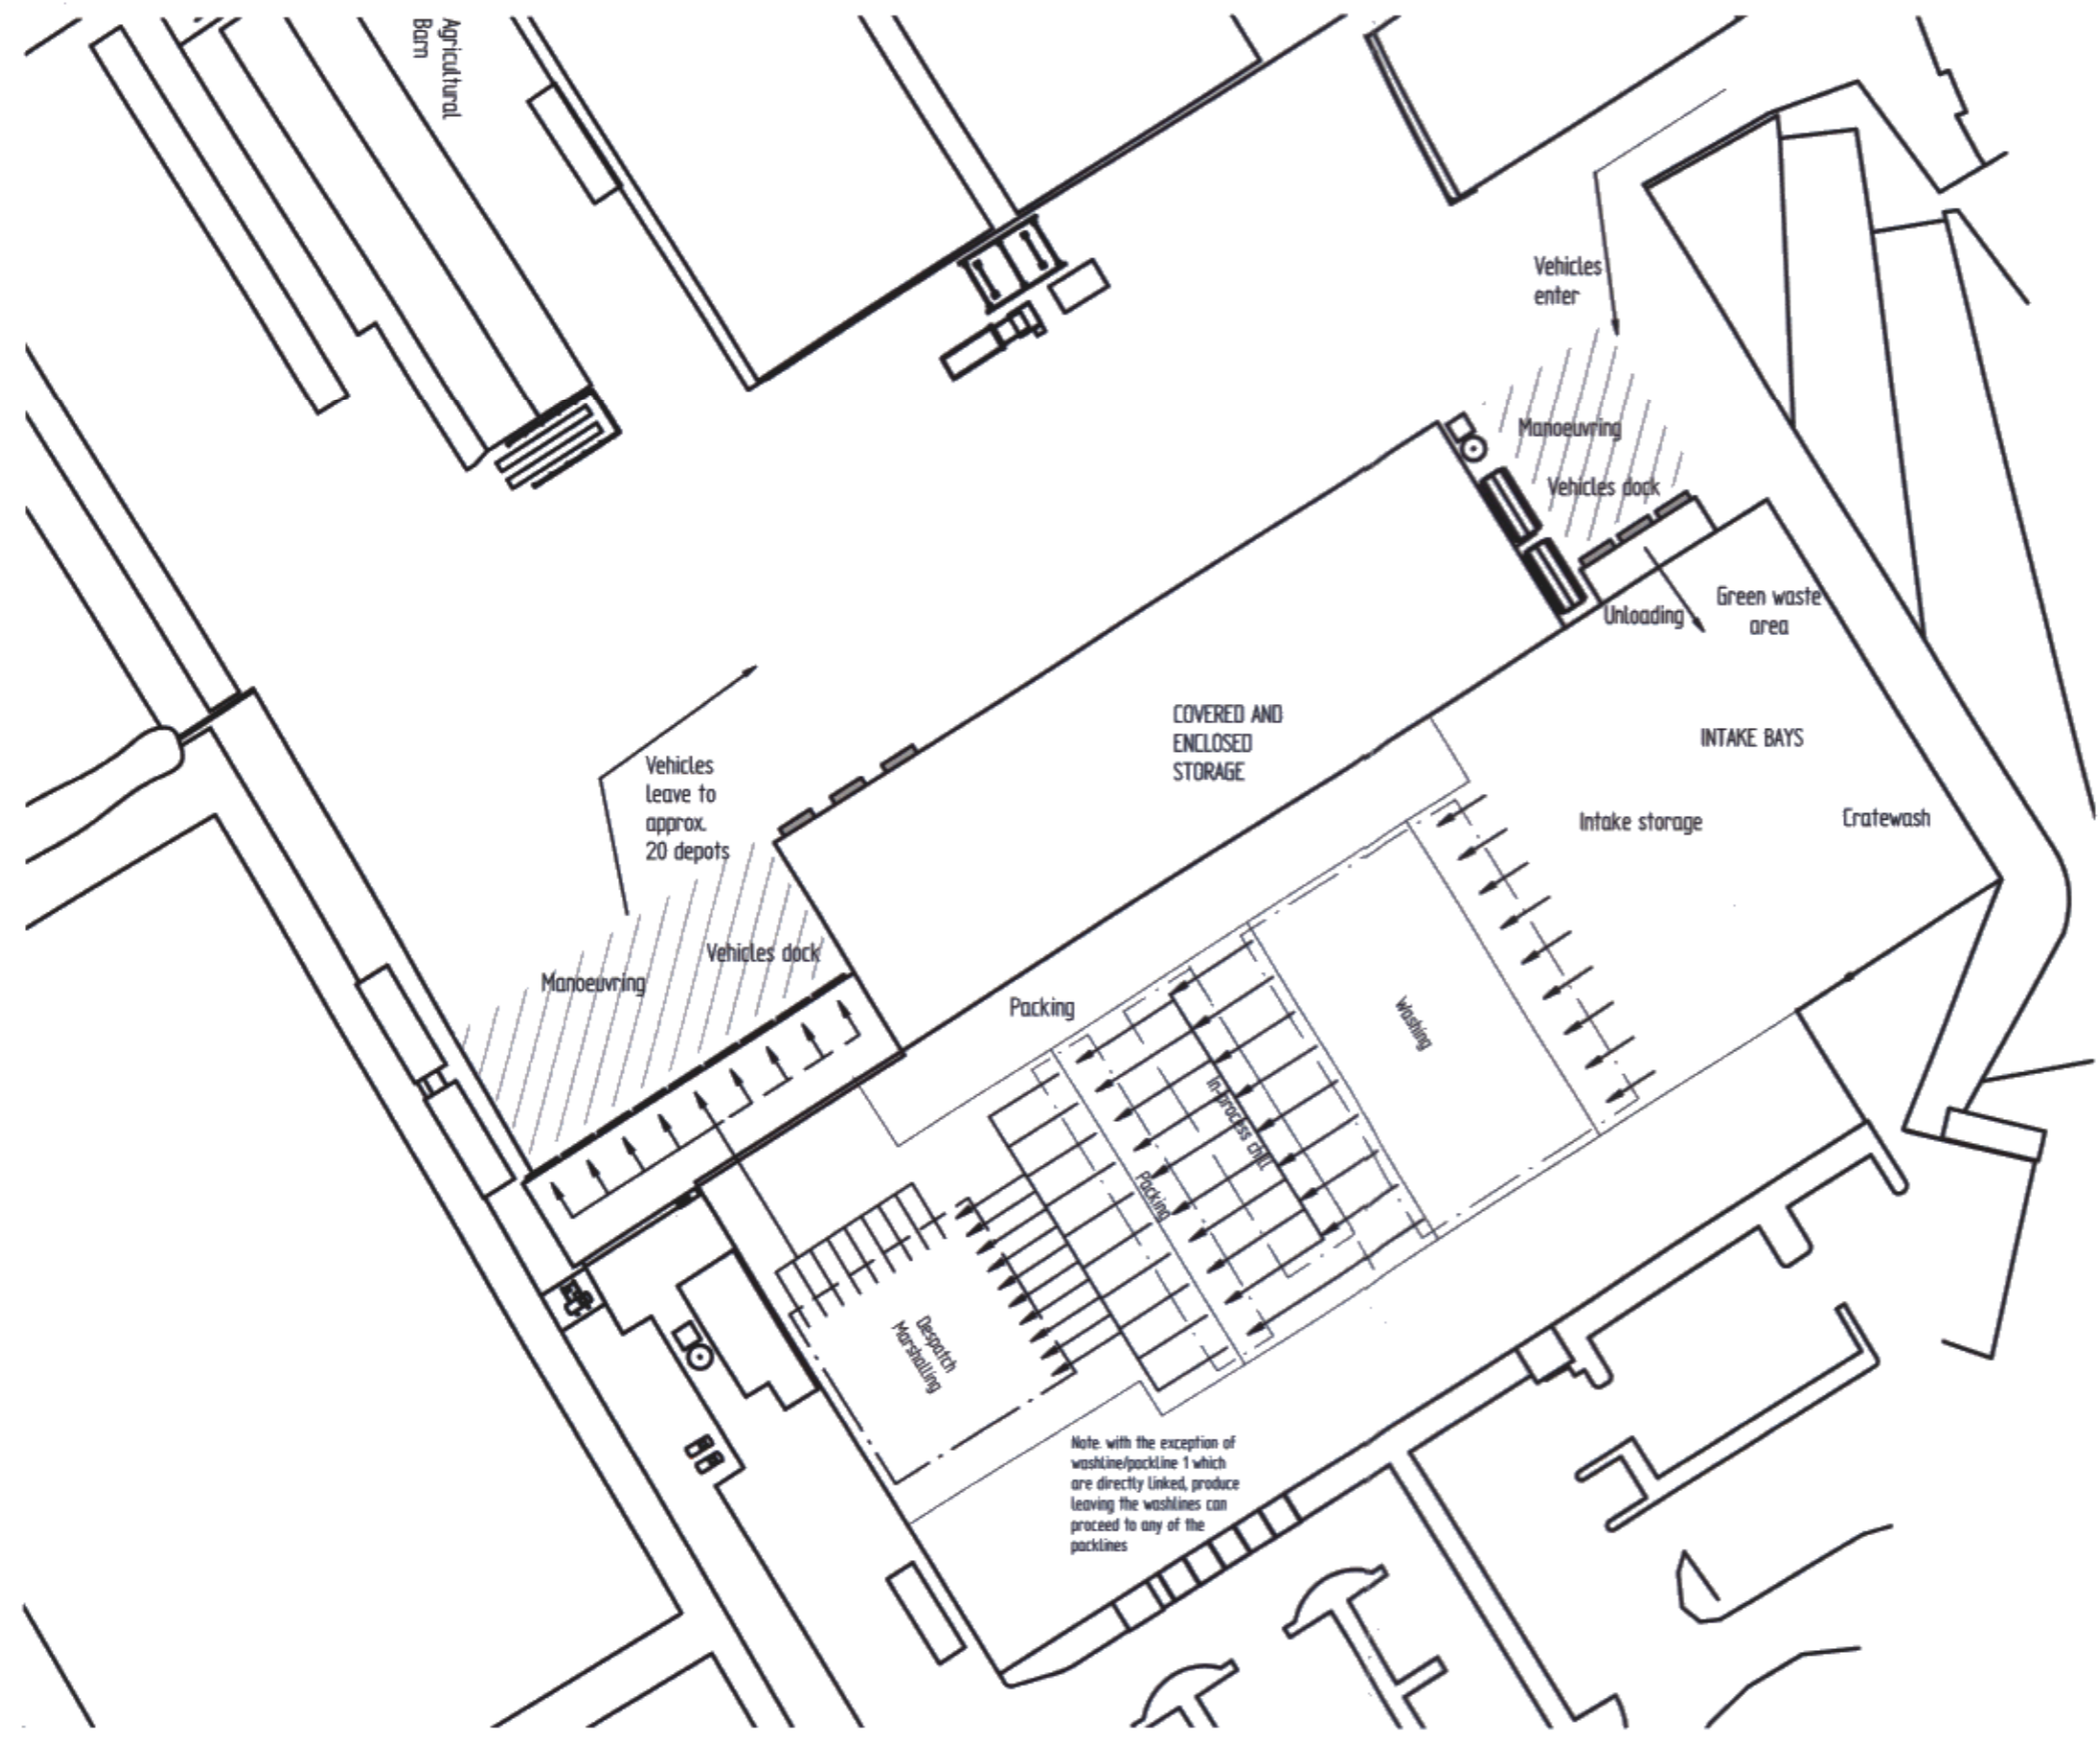 Agricultural
Barn
Vehicles
enter
Manoeuvring
Vehicles dock
Unloading
Green waste
area
COVERED AND
ENCLOSED
STORAGE
INTAKE BAYS
Intake storage
Cratewash
Vehicles
leave to
approx.
20 depots
Vehicles dock
Manoeuvring
Packing
Washing
In-process chill
Packing
Despatch
Marshalling
Note. with the exception of
washline/packline 1 which
are directly linked, produce
leaving the washlines can
proceed to any of the
packlines